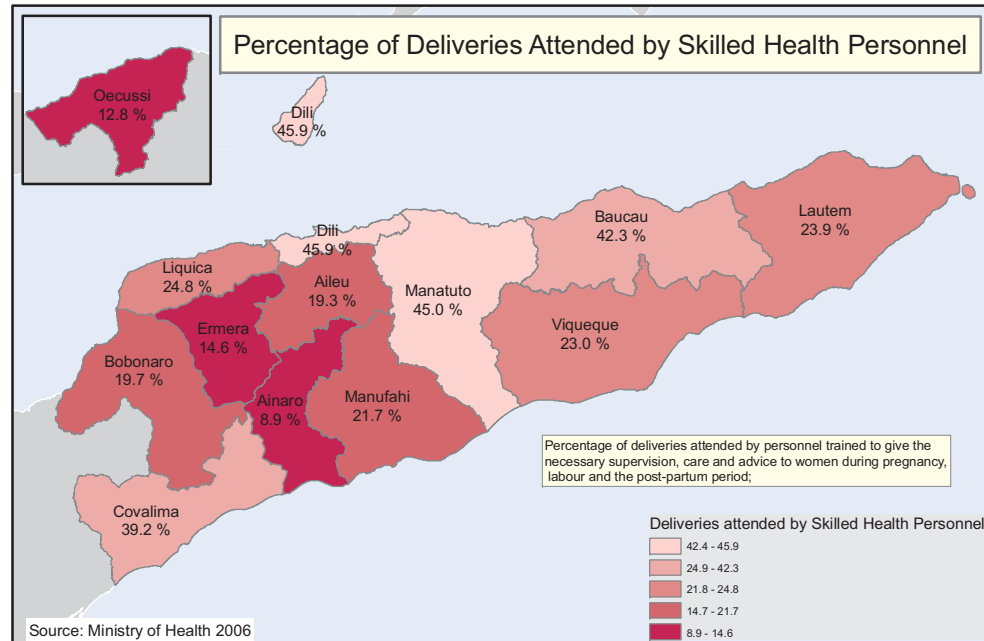 Percentage of Deliveries Attended by Skilled Health Personnel
Oecussi
12.8 %
Dili
45.9 %
Lautem
23.9 %
Baucau
42.3 %
Dili
45.9 %
Liquica
24.8 %
Aileu
19.3 %
Manatuto
45.0 %
Viqueque
23.0 %
Ermera
14.6 %
Bobonaro
19.7 %
Ainaro
8.9 %
Manufahi
21.7 %
Covalima
39.2 %
Percentage of deliveries attended by personnel trained to give the
necessary supervision, care and advice to women during pregnancy,
labour and the post-partum period;
Deliveries attended by Skilled Health Personnel
42.4 - 45.9
24.9 - 42.3
21.8 - 24.8
14.7 - 21.7
8.9 - 14.6
Source: Ministry of Health 2006